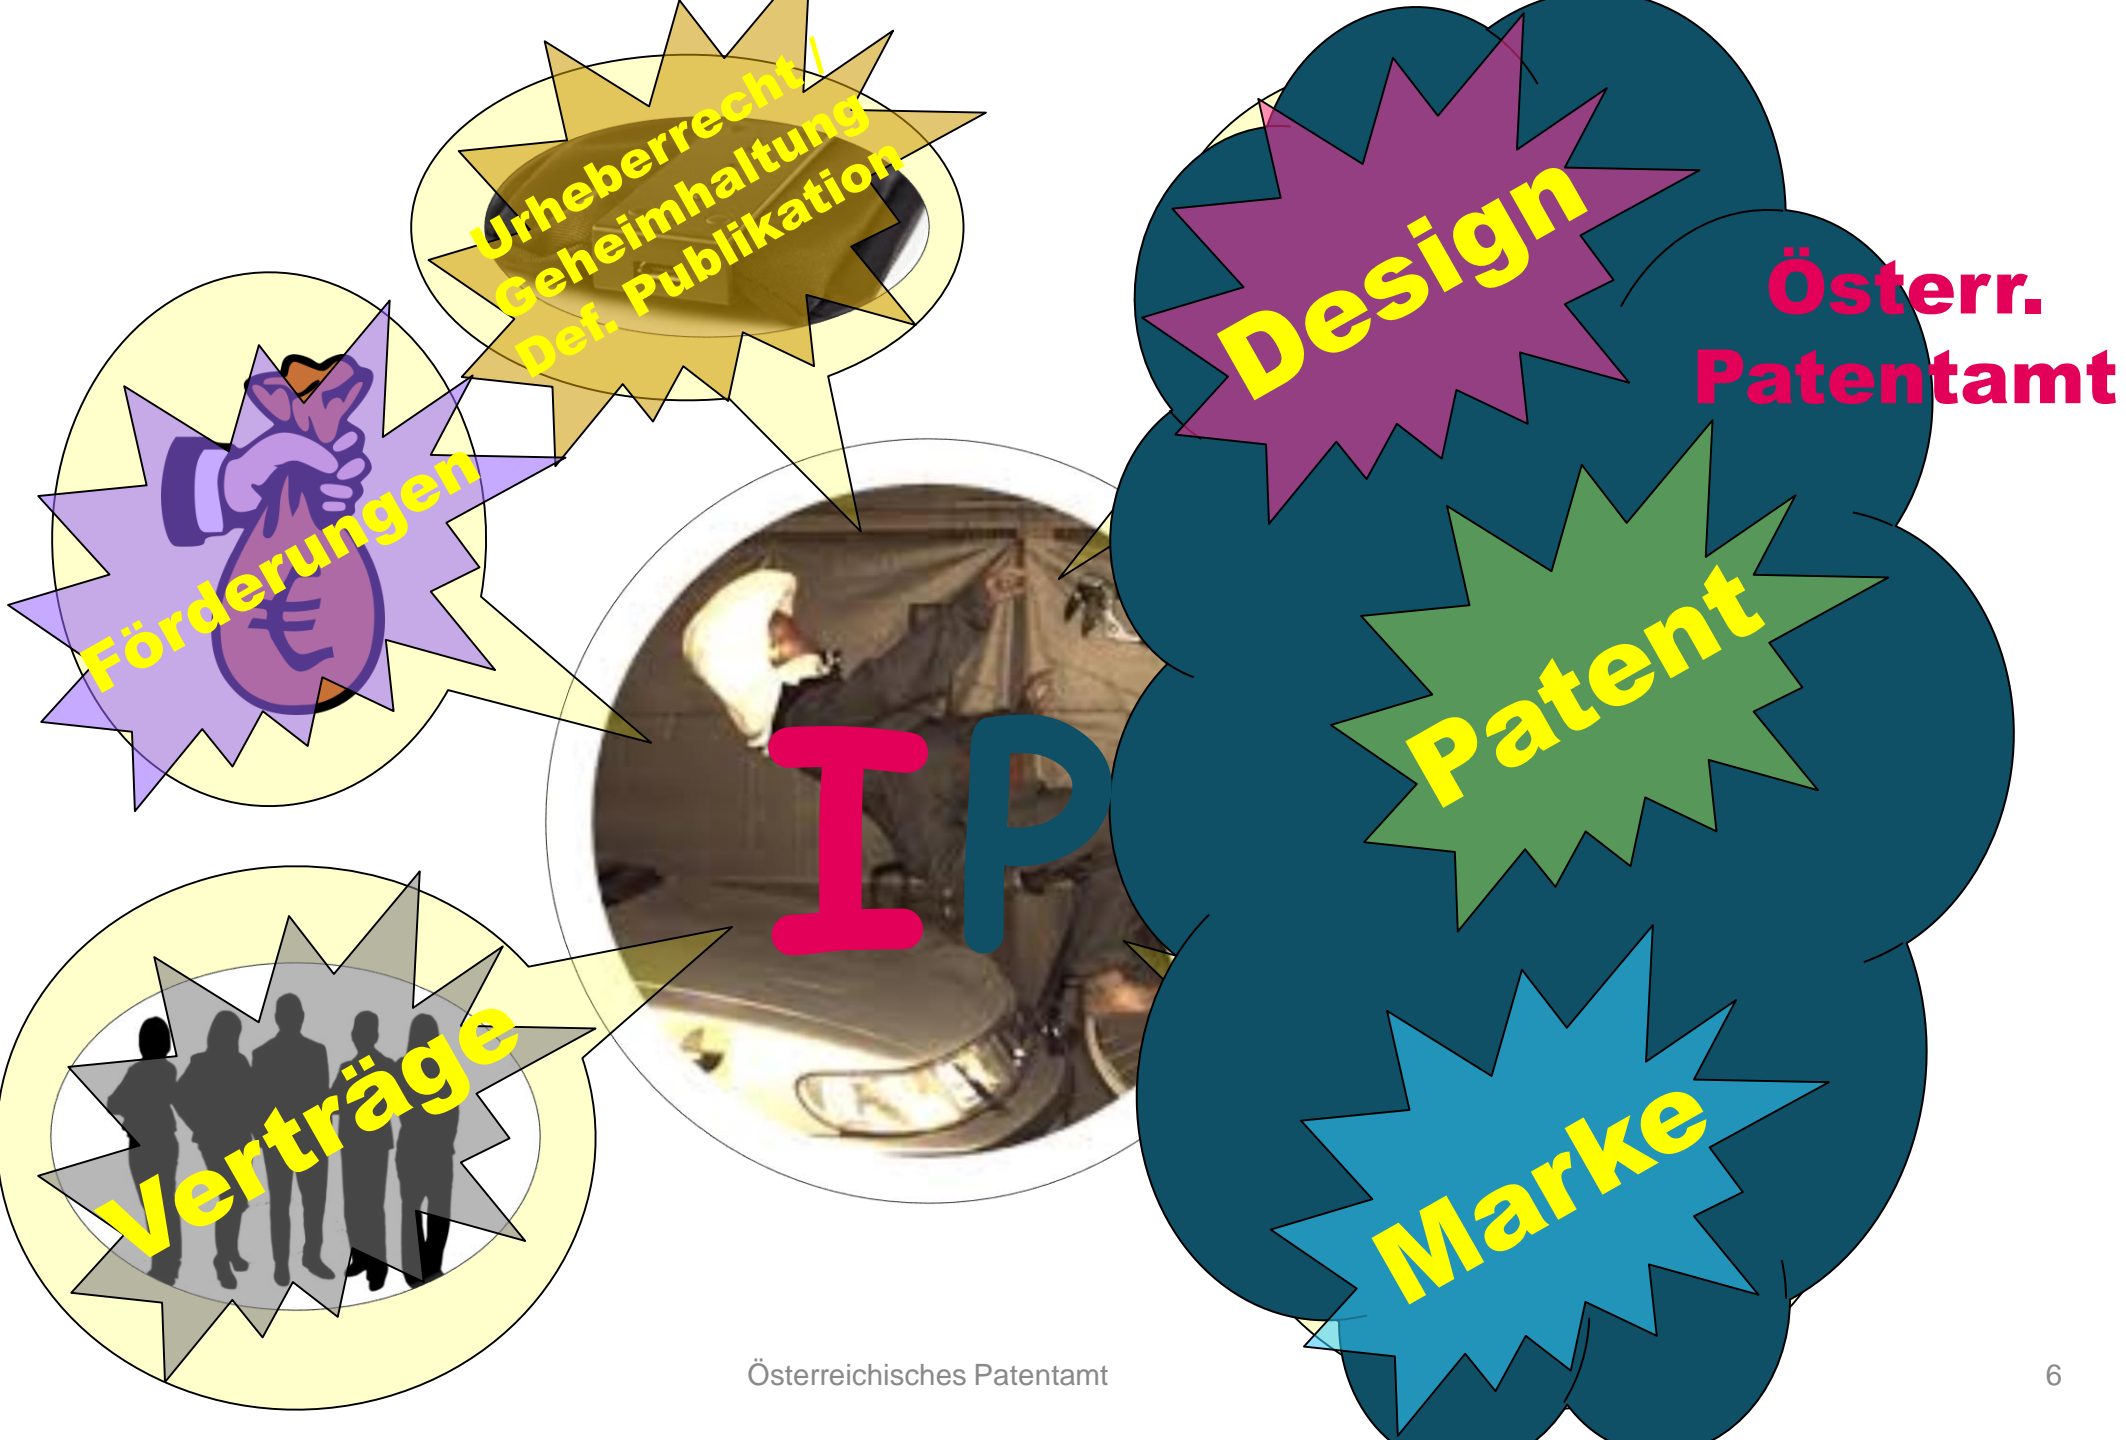 Urheberrecht /
Geheimhaltung
Def. Publikation
Design
Österr.
Patentamt
Förderungen
Patent
IP
Verträge
Marke
Österreichisches Patentamt
6